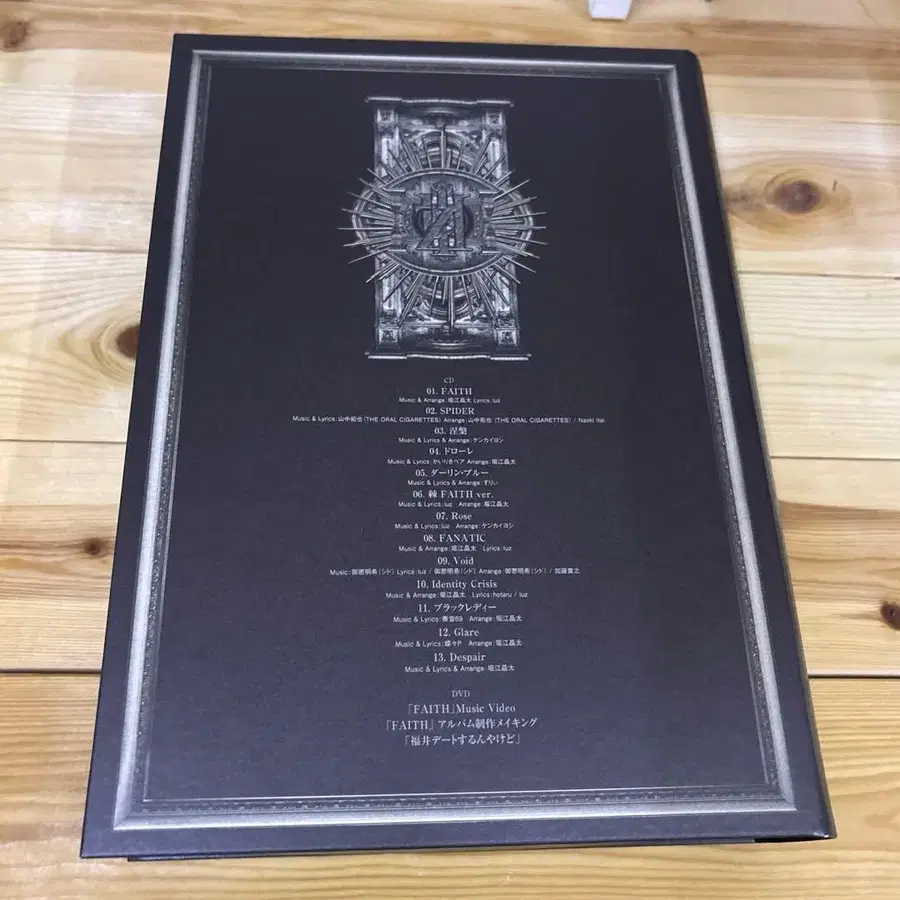 CD
01. FAITH
Music & Arrange:堀江晶太 Lyrics:luz
02. SPIDER
Music & Lyrics:山中拓也 (THE ORAL CIGARETTES) Arrange:山中拓也 (THE ORAL CIGARETTES) / Naoki Itai
03. 涅槃
Music & Lyrics & Arrange:ケンカイヨシ
04. ドローレ
Music & Lyrics:かいりきベア Arrange:堀江晶太
05. ダーリン・ブルー
Music & Lyrics & Arrange:すりぃ
06. 棘 FAITH ver.
Music & Lyrics:luz Arrange:堀江晶太
07. Rose
Music & Lyrics:luz Arrange:ケンカイヨシ
08. FANATIC
Music & Arrange:堀江晶太 Lyrics:luz
09. Void
Music:御恵明希(シド) Lyrics:luz / 御恵明希(シド) Arrange:御恵明希(シド) / 加藤貴之
10. Identity Crisis
Music & Arrange:堀江晶太 Lyrics:hotaru / luz
11. ブラックレディー
Music & Lyrics:奏音69 Arrange:堀江晶太
12. Glare
Music & Lyrics:蝶々P Arrange:堀江晶太
13. Despair
Music & Lyrics & Arrange:堀江晶太
DVD
「FAITH」Music Video
「FAITH」アルバム制作メイキング
「福井デートするんやけど」